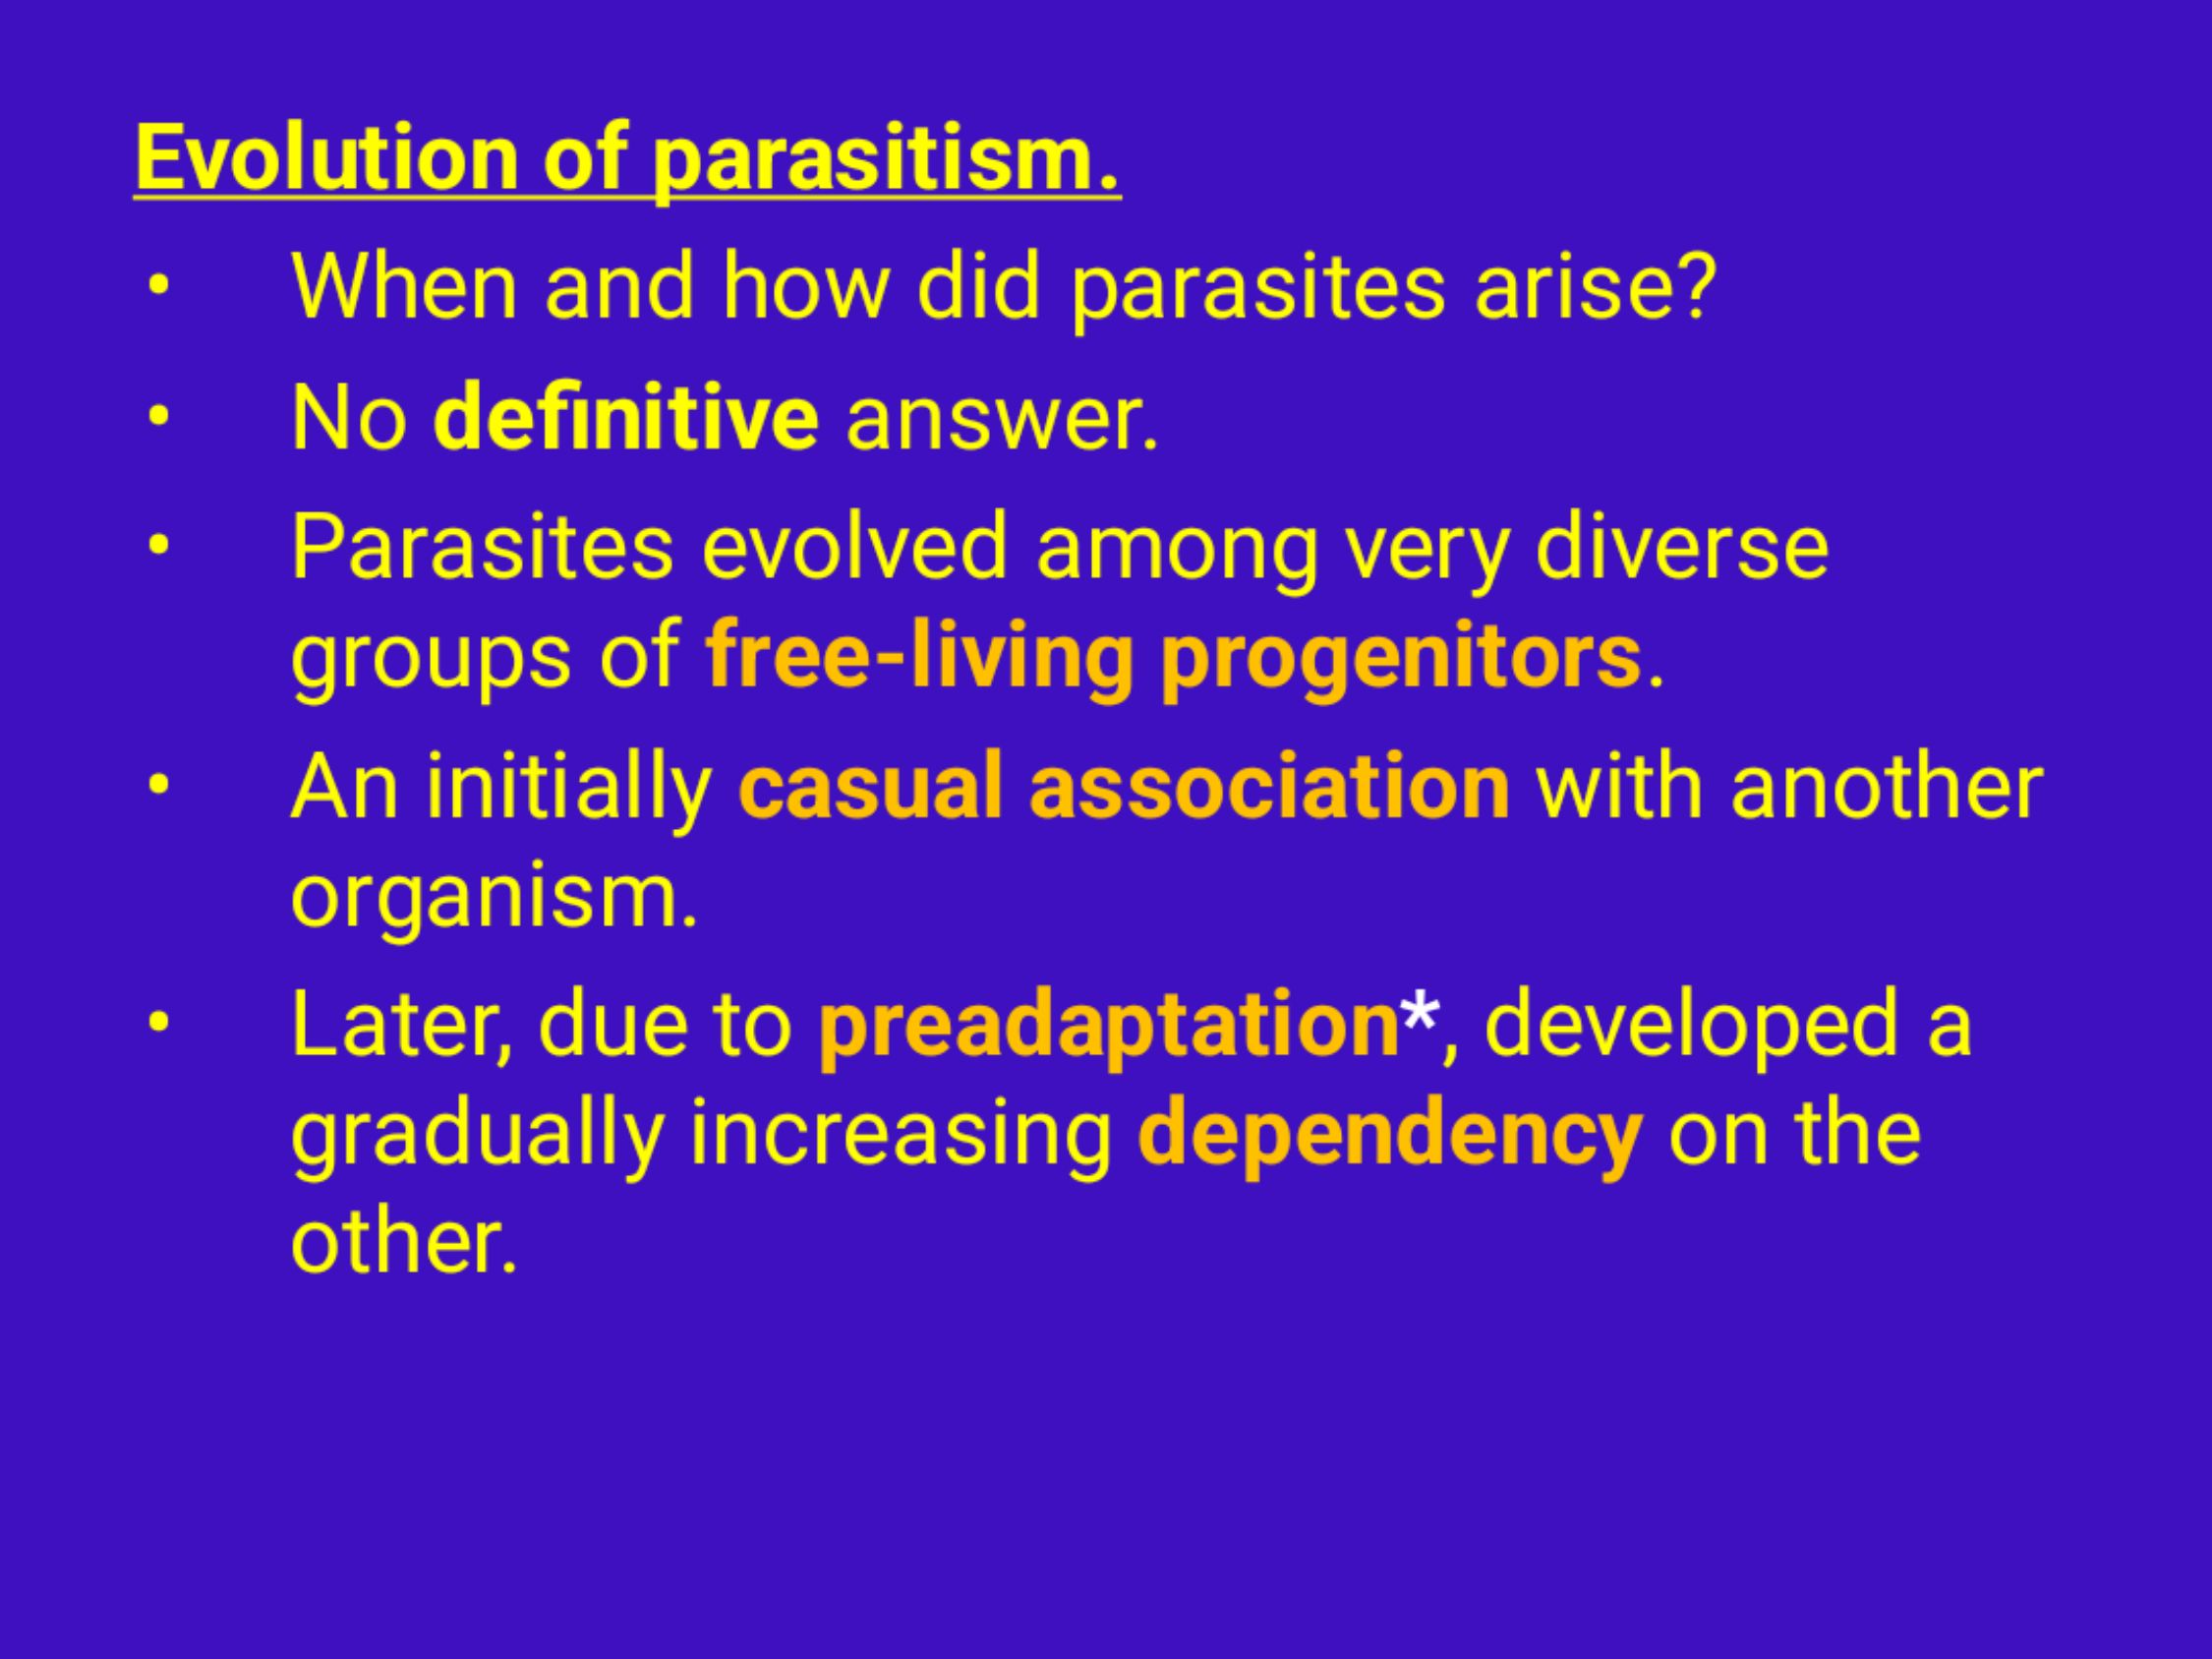 Evolution of parasitism.
• When and how did parasites arise?
• No definitive answer.
• Parasites evolved among very diverse
groups of free-living progenitors.
• An initially casual association with another
organism.
• Later, due to preadaptation*, developed a
gradually increasing dependency on the
other.